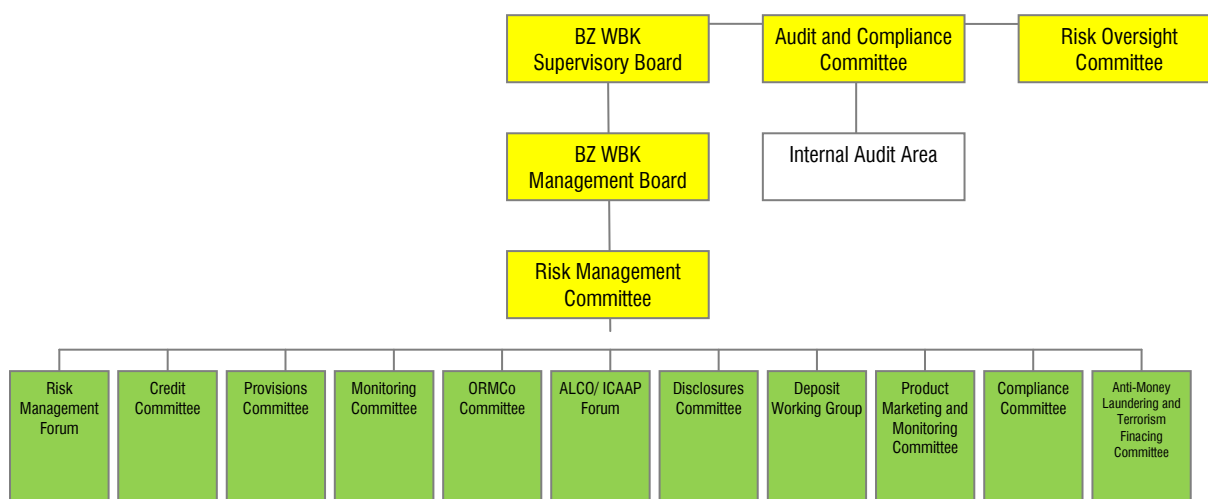 BZ WBK
Supervisory Board
Audit and Compliance
Committee
Risk Oversight
Committee
BZ WBK
Management Board
Internal Audit Area
Risk Management
Committee
Risk
Management
Forum
Credit
Committee
Provisions
Committee
Monitoring
Committee
ORMCo
Committee
ALCO/ ICAAP
Forum
Disclosures
Committee
Deposit
Working Group
Product
Marketing and
Monitoring
Committee
Compliance
Committee
Anti-Money
Laundering and
Terrorism
Finacing
Committee